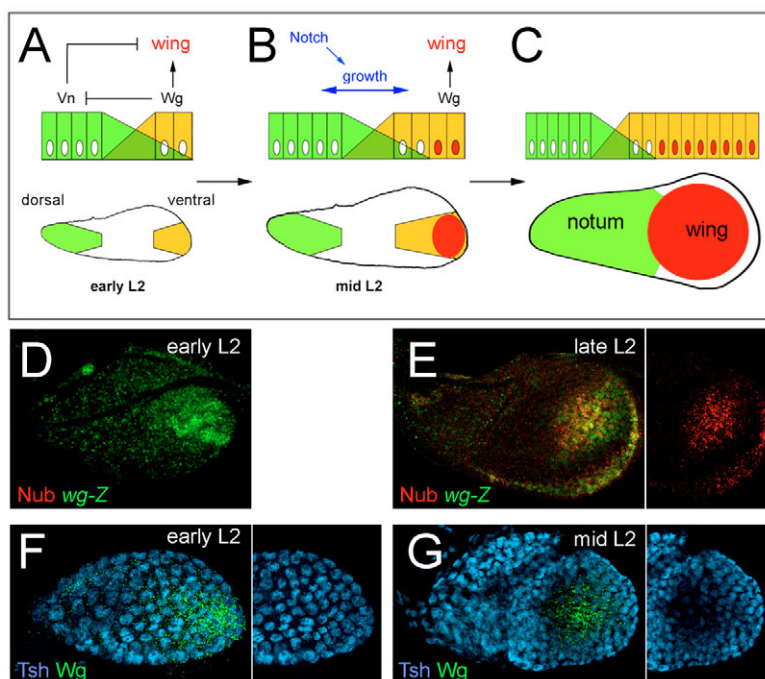 A
wing
Vn
Wg
dorsal
ventral
early L2
B
Notch
growth
wing
Wg
mid L2
C
notum
wing
D
early L2
Nub wg-Z
E
late L2
Nub wg-Z
F
early L2
Tsh Wg
G
mid L2
Tsh Wg